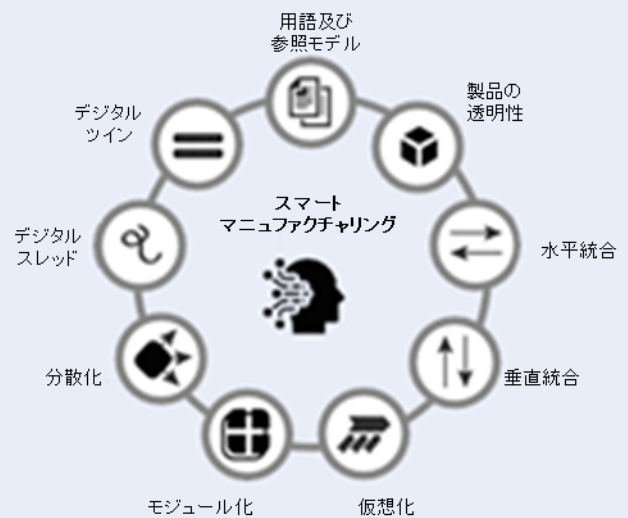 用語及び
参照モデル
製品の
透明性
水平統合
垂直統合
仮想化
モジュール化
分散化
デジタル
スレッド
デジタル
ツイン
スマート
マニュファクチャリング